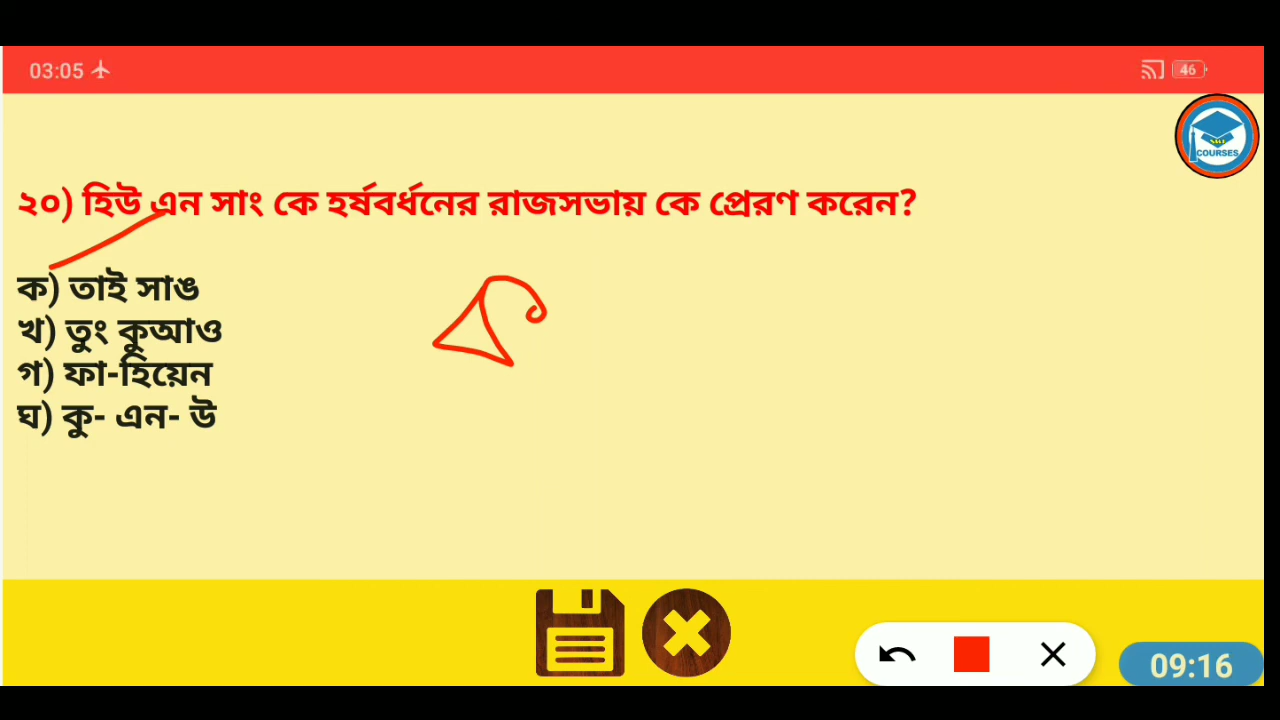 03:05
46
COURSES
২০) হিউ এন সাং কে হর্ষবর্ধনের রাজসভায় কে প্রেরণ করেন?
ক) তাই সাঙ
খ) তুং কুআও
গ) ফা-হিয়েন
ঘ) কু- এন- উ
09:16